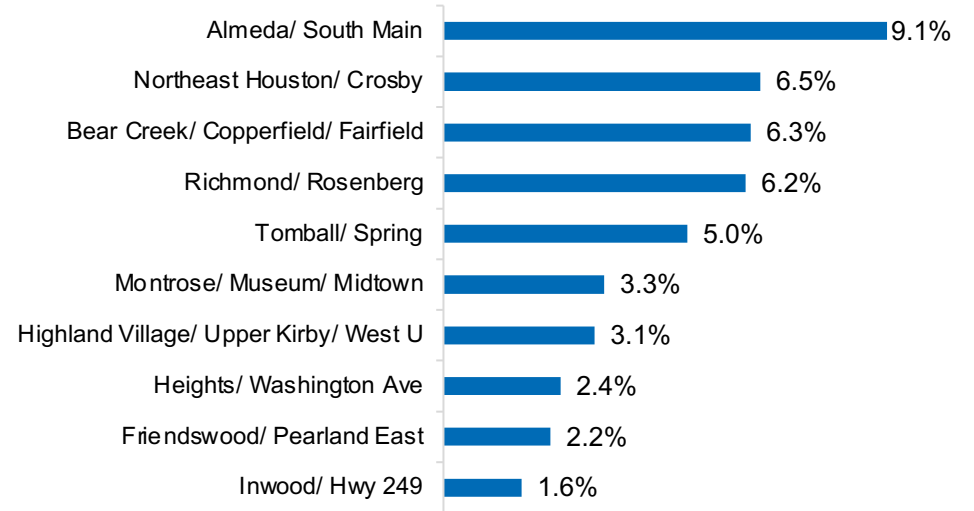 Almeda/ South Main 9.1%
Northeast Houston/ Crosby 6.5%
Bear Creek/ Copperfield/ Fairfield 6.3%
Richmond/ Rosenberg 6.2%
Tomball/ Spring 5.0%
Montrose/ Museum/ Midtown 3.3%
Highland Village/ Upper Kirby/ West U 3.1%
Heights/ Washington Ave 2.4%
Friendswood/ Pearland East 2.2%
Inwood/ Hwy 249 1.6%